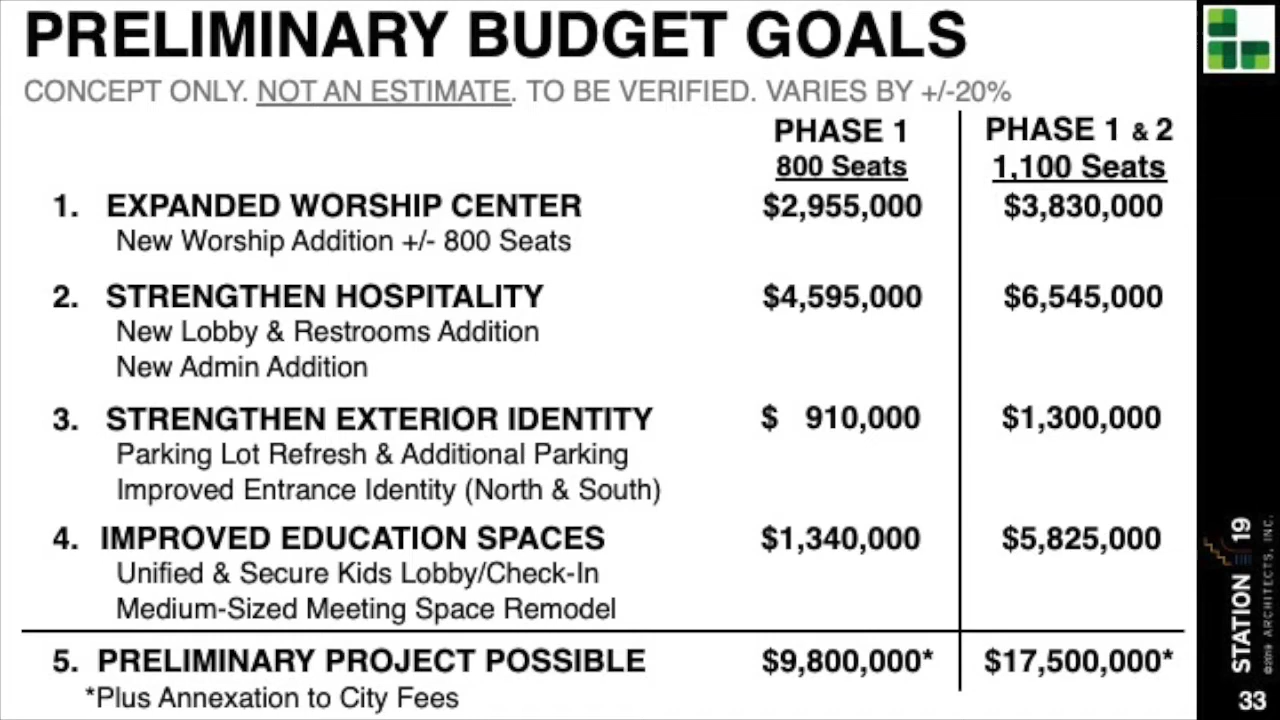 PRELIMINARY BUDGET GOALS
CONCEPT ONLY. NOT AN ESTIMATE. TO BE VERIFIED. VARIES BY +/-20%
PHASE 1 PHASE 1 & 2
800 Seats 1,100 Seats
1. EXPANDED WORSHIP CENTER $2,955,000 $3,830,000
New Worship Addition +/- 800 Seats
2. STRENGTHEN HOSPITALITY $4,595,000 $6,545,000
New Lobby & Restrooms Addition
New Admin Addition
3. STRENGTHEN EXTERIOR IDENTITY $ 910,000 $1,300,000
Parking Lot Refresh & Additional Parking
Improved Entrance Identity (North & South)
4. IMPROVED EDUCATION SPACES $1,340,000 $5,825,000
Unified & Secure Kids Lobby/Check-In
Medium-Sized Meeting Space Remodel
5. PRELIMINARY PROJECT POSSIBLE $9,800,000* $17,500,000*
*Plus Annexation to City Fees
STATION 19
©2019 ARCHITECTS, INC.
33